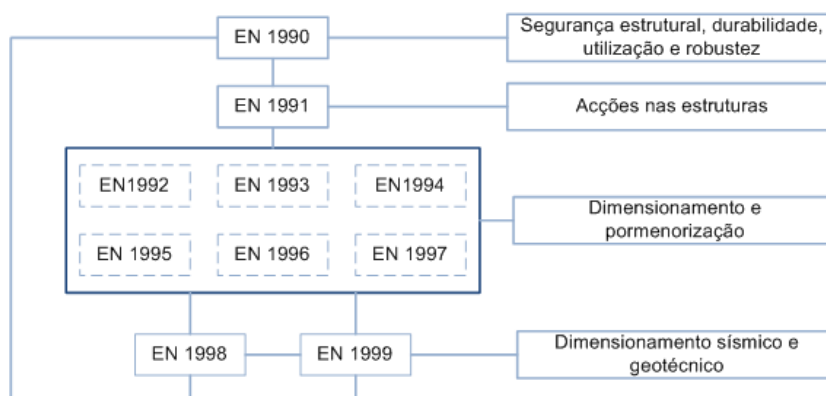 EN 1990
Segurança estrutural, durabilidade,
utilização e robustez
EN 1991
Acções nas estruturas
EN1992
EN 1993
EN1994
EN 1995
EN 1996
EN 1997
Dimensionamento e
pormenorização
EN 1998
EN 1999
Dimensionamento sísmico e
geotécnico